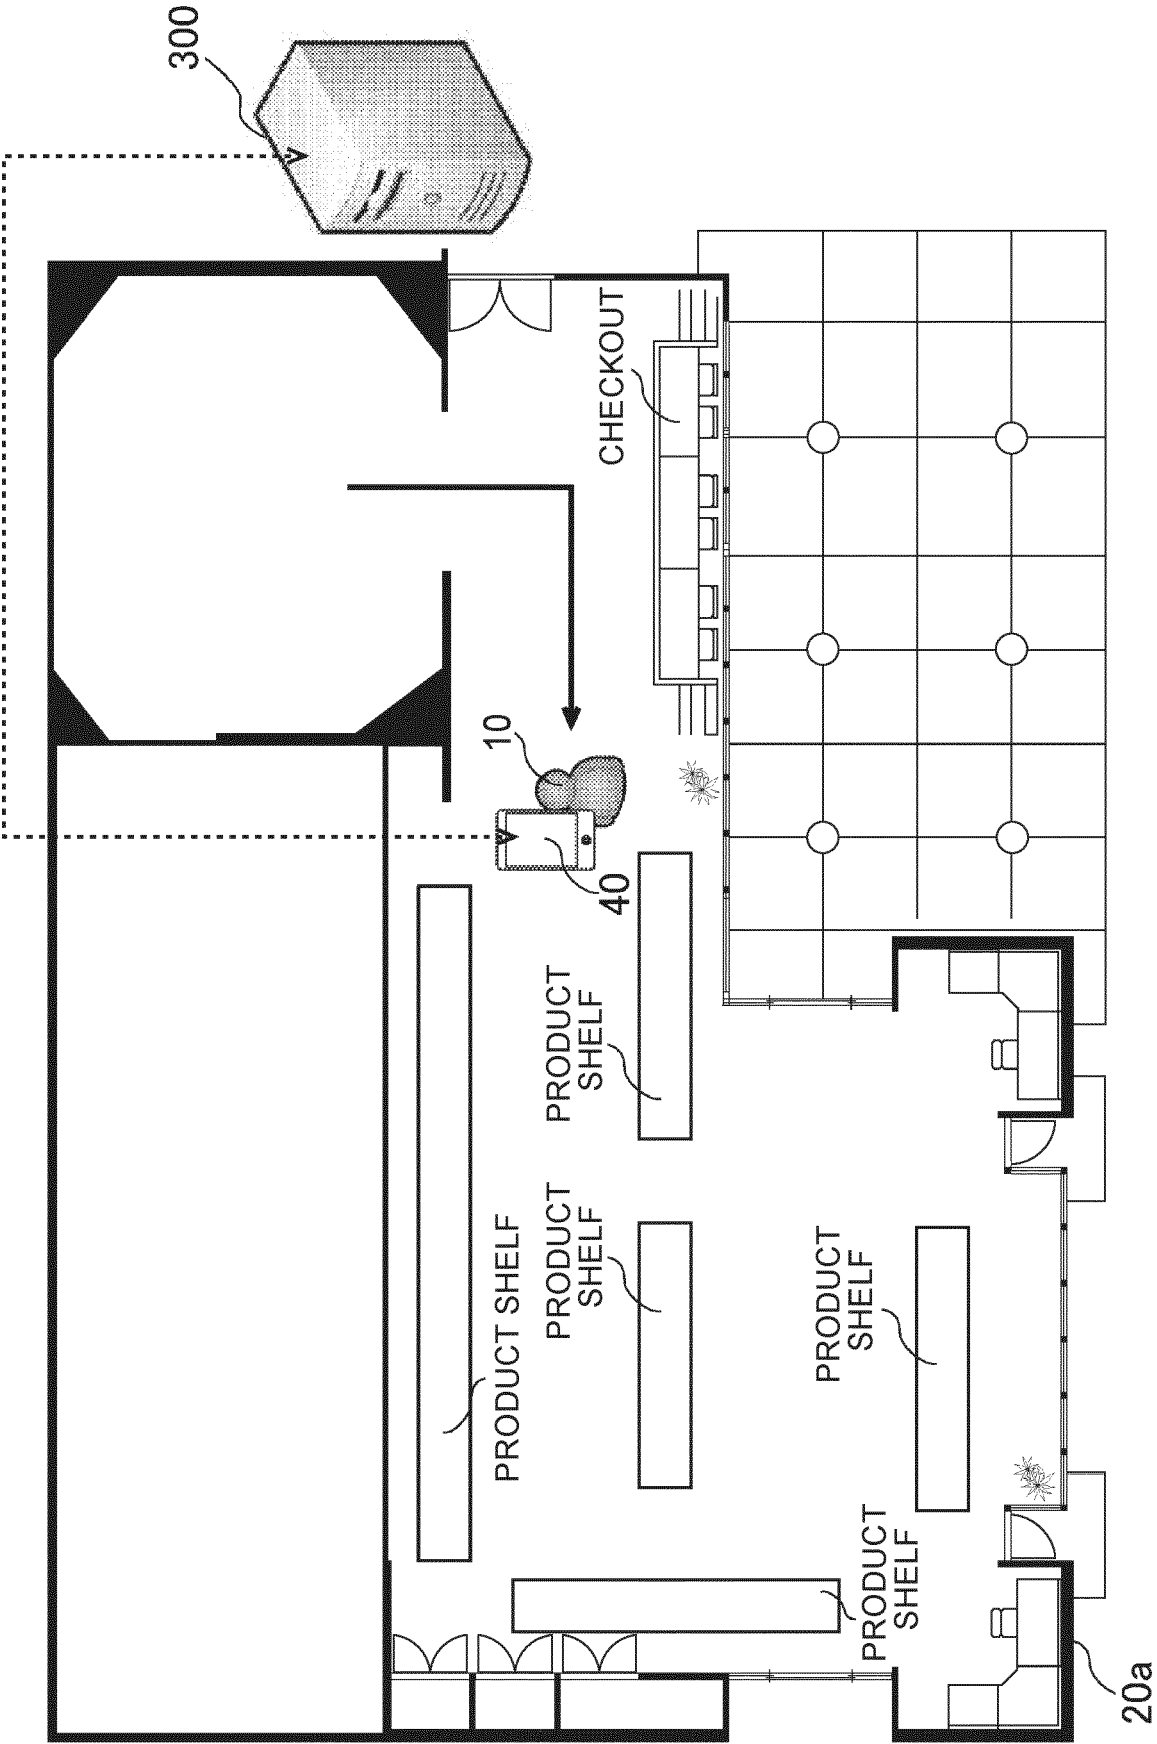 300
10
PRODUCT SHELF
PRODUCT
SHELF
PRODUCT
SHELF
40
CHECKOUT
PRODUCT
SHELF
PRODUCT
SHELF
20a